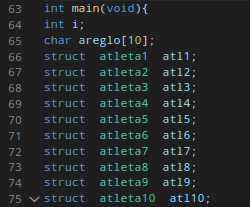 63 int main(void){
64 int i;
65 char areglo[10];
66 struct atleta1 atl1;
67 struct atleta2 atl2;
68 struct atleta3 atl3;
69 struct atleta4 atl4;
70 struct atleta5 atl5;
71 struct atleta6 atl6;
72 struct atleta7 atl7;
73 struct atleta8 atl8;
74 struct atleta9 atl9;
75 struct atleta10 atl10;